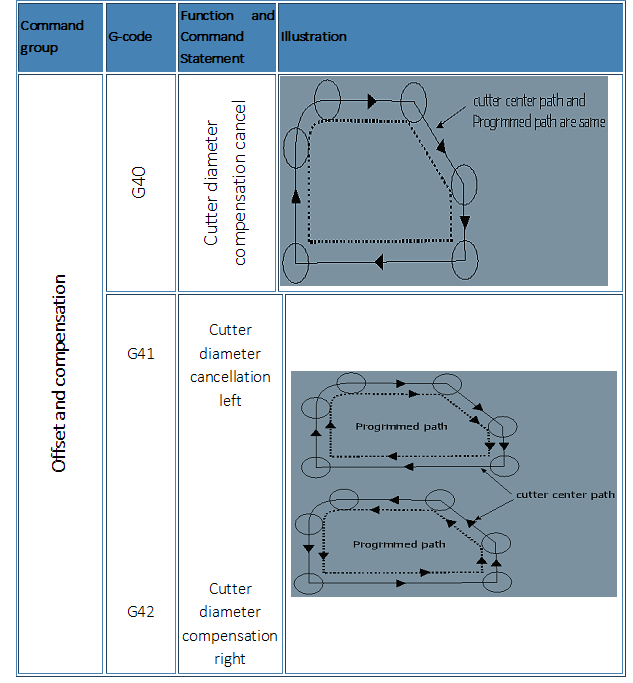 Command
group
G-code
Function and
Command
Statement
Illustration
Offset and compensation
G40
Cutter diameter
compensation cancel
cutter center path and
Progrmmed path are same
G41
Cutter
diameter
cancellation
left
Progrmmed path
cutter center path
Progrmmed path
G42
Cutter
diameter
compensation
right